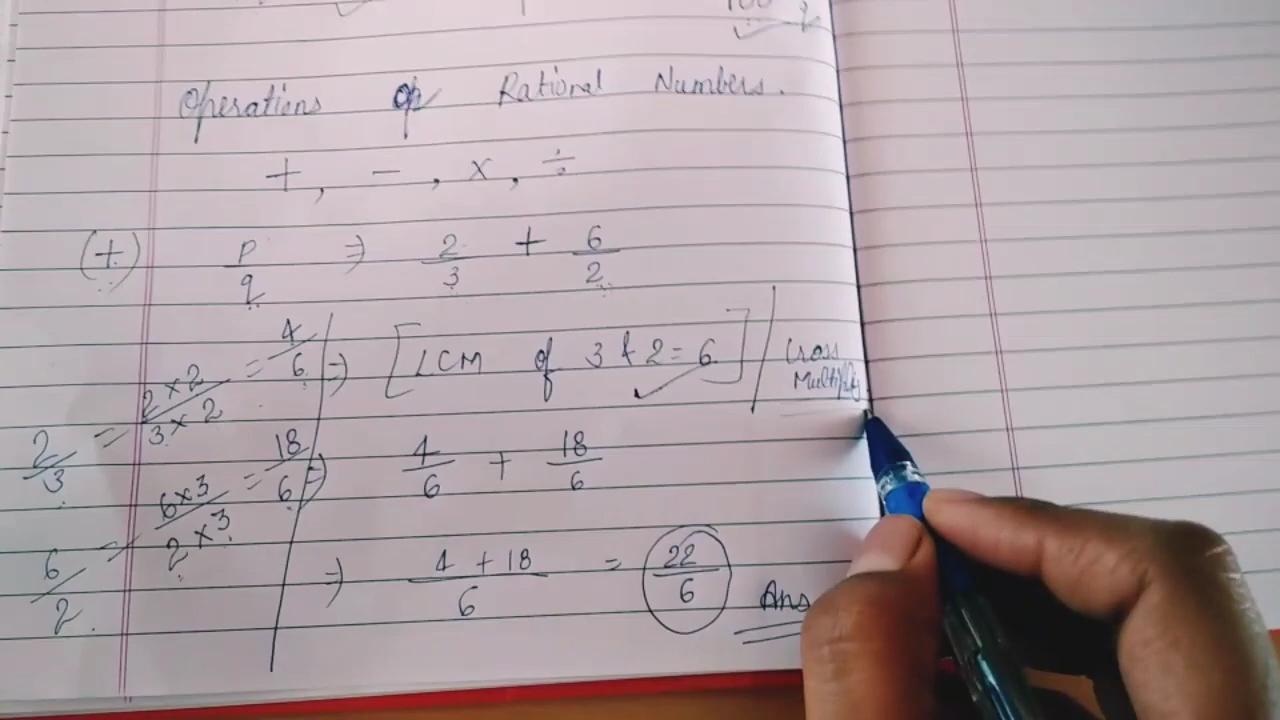 100
Operations of Rational Numbers.
+, -, x, ÷
(+) p/q ⇒ 2/3 + 6/2
⇒ [LCM of 3 & 2 = 6] / Cross Multiply
2/3 = 2x2/3x2 = 4/6
⇒ 4/6 + 18/6
6/2 = 6x3/2x3 = 18/6
⇒ 4+18/6 = 22/6 Ans